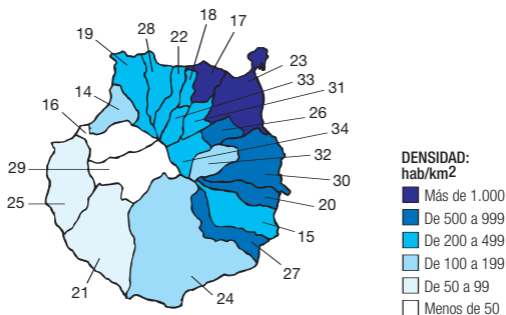 19
28
22
18
17
23
33
31
26
34
32
30
20
15
27
24
21
25
29
16
14
DENSIDAD:
hab/km2
Más de 1.000
De 500 a 999
De 200 a 499
De 100 a 199
De 50 a 99
Menos de 50